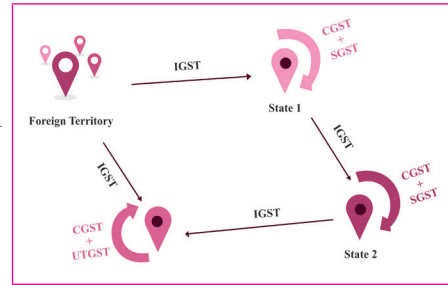 IGST
CGST
+
SGST
State 1
Foreign Territory
IGST
IGST
CGST
+
SGST
IGST
CGST
+
UTGST
State 2